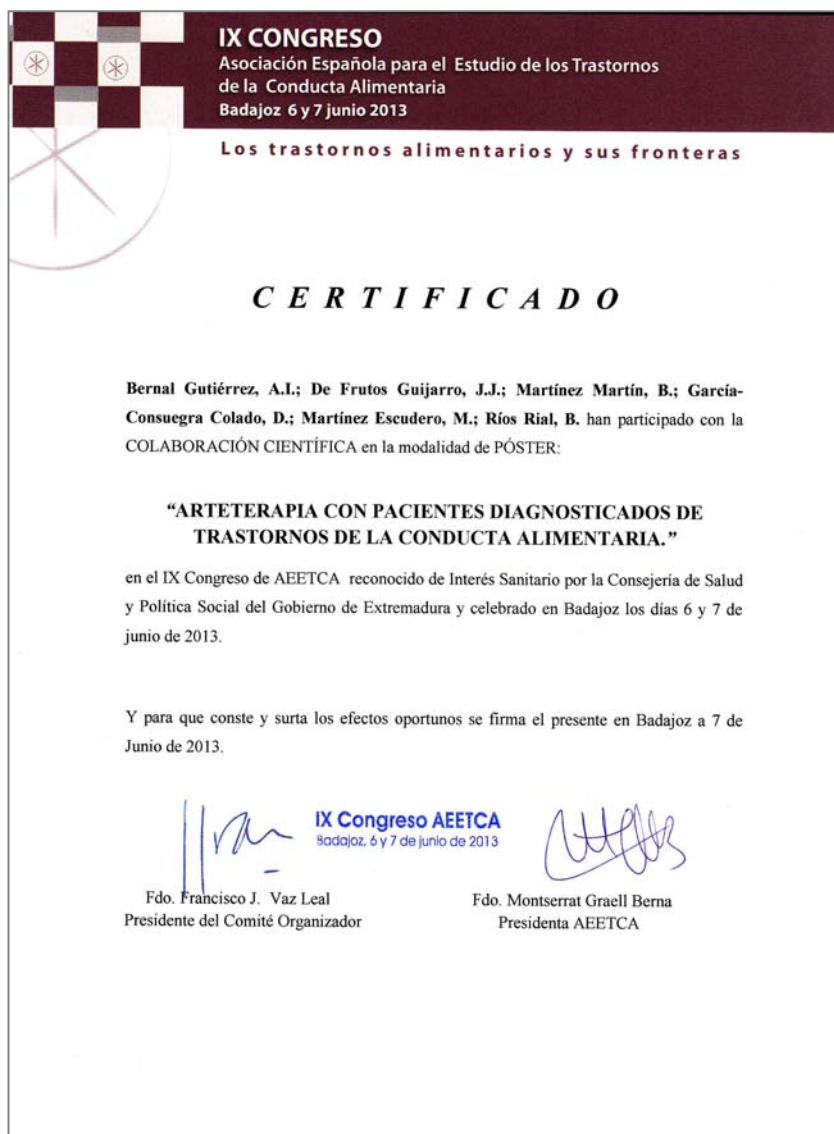 IX CONGRESO
Asociación Española para el Estudio de los Trastornos
de la Conducta Alimentaria
Badajoz 6 y 7 junio 2013
Los trastornos alimentarios y sus fronteras
CERTIFICADO
Bernal Gutiérrez, A.I.; De Frutos Guijarro, J.J.; Martínez Martín, B.; García-
Consuegra Colado, D.; Martínez Escudero, M.; Ríos Rial, B. han participado con la
COLABORACIÓN CIENTÍFICA en la modalidad de PÓSTER:
“ARTETERAPIA CON PACIENTES DIAGNOSTICADOS DE
TRASTORNOS DE LA CONDUCTA ALIMENTARIA.”
en el IX Congreso de AEETCA reconocido de Interés Sanitario por la Consejería de Salud
y Política Social del Gobierno de Extremadura y celebrado en Badajoz los días 6 y 7 de
junio de 2013.
Y para que conste y surta los efectos oportunos se firma el presente en Badajoz a 7 de
Junio de 2013.
IX Congreso AEETCA
Badajoz, 6 y 7 de junio de 2013
Fdo. Francisco J. Vaz Leal
Presidente del Comité Organizador
Fdo. Montserrat Graell Berna
Presidenta AEETCA